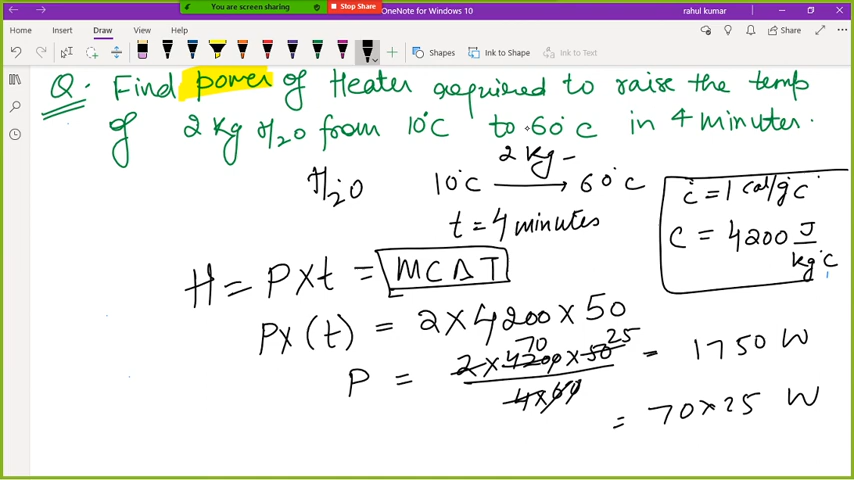 You are screen sharing
Stop Share
OneNote for Windows 10
rahul kumar
Home Insert Draw View Help
Share
Shapes Ink to Shape Ink to Text
Q. Find power of Heater required to raise the temp
of 2 Kg H2O from 10°C to 60°C in 4 minutes.
2 Kg
H2O 10°C → 60°C
t = 4 minutes
c = 1 cal/g°C
C = 4200 J/kg°C
H = P×t = MCΔT
P×(t) = 2×4200×50
70 25
P = 2×4200×50 / 4×60 = 1750 W
= 70×25 W